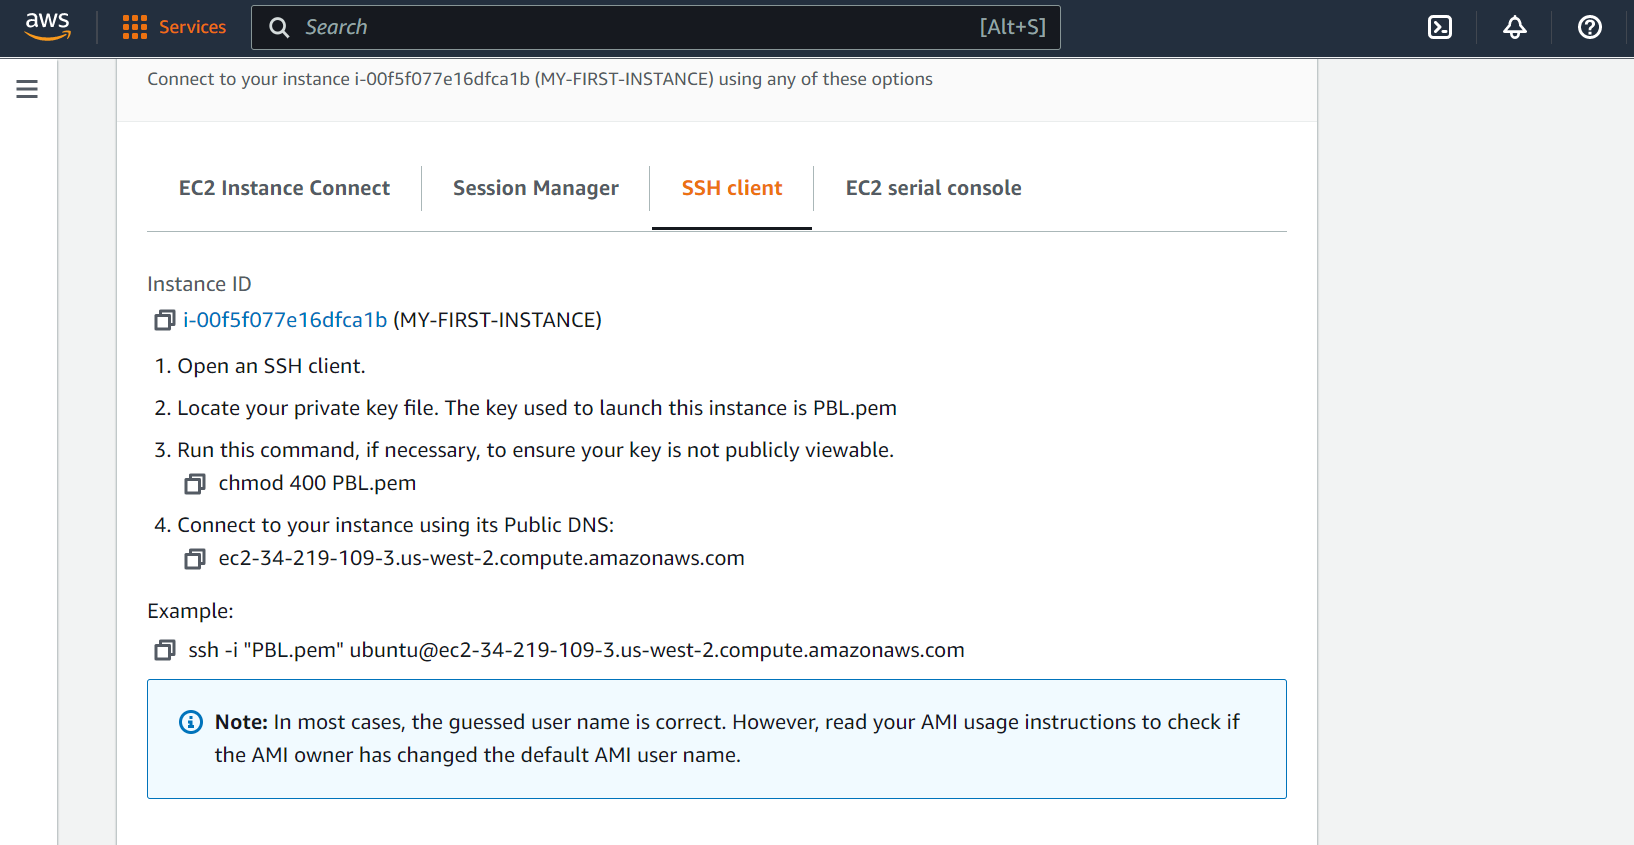 aws
Services
Search
[Alt+S]
Connect to your instance i-00f5f077e16dfca1b (MY-FIRST-INSTANCE) using any of these options
EC2 Instance Connect
Session Manager
SSH client
EC2 serial console
Instance ID
i-00f5f077e16dfca1b (MY-FIRST-INSTANCE)
1. Open an SSH client.
2. Locate your private key file. The key used to launch this instance is PBL.pem
3. Run this command, if necessary, to ensure your key is not publicly viewable.
chmod 400 PBL.pem
4. Connect to your instance using its Public DNS:
ec2-34-219-109-3.us-west-2.compute.amazonaws.com
Example:
ssh -i "PBL.pem" ubuntu@ec2-34-219-109-3.us-west-2.compute.amazonaws.com
Note: In most cases, the guessed user name is correct. However, read your AMI usage instructions to check if
the AMI owner has changed the default AMI user name.